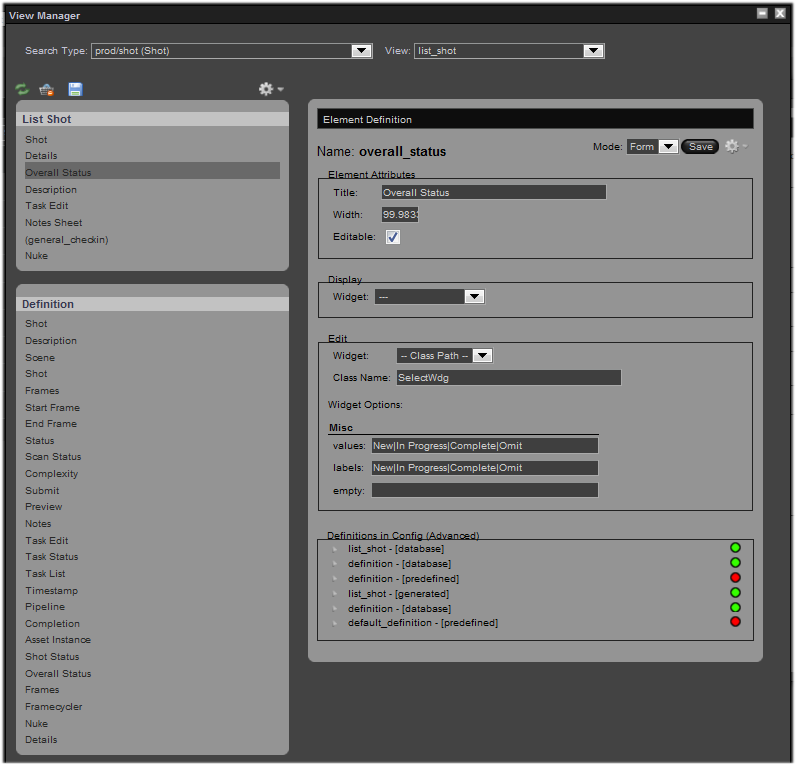 View Manager
Search Type: prod/shot (Shot) View: list_shot
List Shot
Shot
Details
Overall Status
Description
Task Edit
Notes Sheet
(general_checkin)
Nuke
Definition
Shot
Description
Scene
Shot
Frames
Start Frame
End Frame
Status
Scan Status
Complexity
Submit
Preview
Notes
Task Edit
Task Status
Task List
Timestamp
Pipeline
Completion
Asset Instance
Shot Status
Overall Status
Frames
Framecycler
Nuke
Details
Element Definition
Name: overall_status Mode: Form Save
Element Attributes
Title: Overall Status
Width: 99.983
Editable:
Display
Widget: ---
Edit
Widget: -- Class Path --
Class Name: SelectWdg
Widget Options:
Misc
values: New|In Progress|Complete|Omit
labels: New|In Progress|Complete|Omit
empty:
Definitions in Config (Advanced)
list_shot - [database]
definition - [database]
definition - [predefined]
list_shot - [generated]
definition - [database]
default_definition - [predefined]